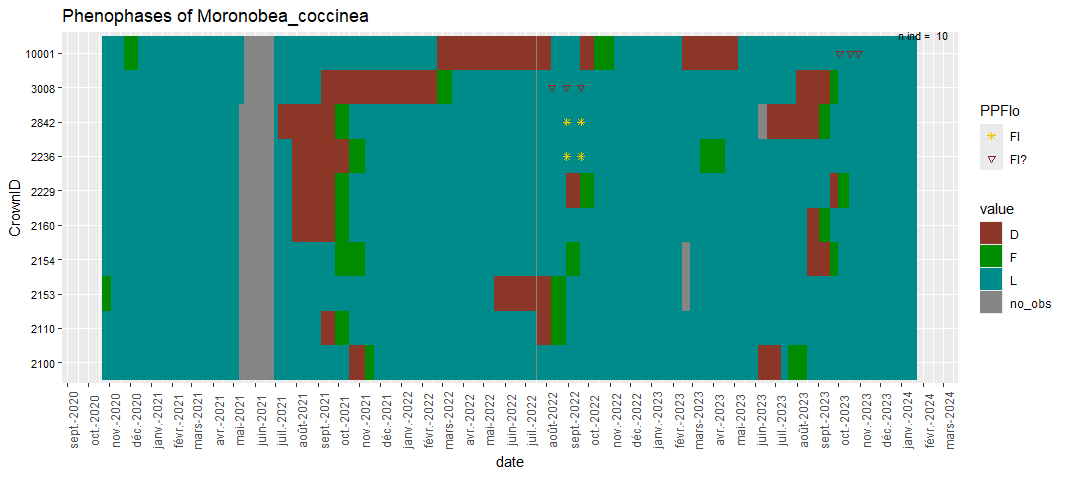 Phenophases of Moronobea_coccinea
n ind = 10
CrownID
10001
3008
2842
2236
2229
2160
2154
2153
2110
2100
sept.-2020
oct.-2020
nov.-2020
déc.-2020
janv.-2021
févr.-2021
mars-2021
avr.-2021
mai-2021
juin-2021
juil.-2021
août-2021
sept.-2021
oct.-2021
nov.-2021
déc.-2021
janv.-2022
févr.-2022
mars-2022
avr.-2022
mai-2022
juin-2022
juil.-2022
août-2022
sept.-2022
oct.-2022
nov.-2022
déc.-2022
janv.-2023
févr.-2023
mars-2023
avr.-2023
mai-2023
juin-2023
juil.-2023
août-2023
sept.-2023
oct.-2023
nov.-2023
déc.-2023
janv.-2024
févr.-2024
mars-2024
date
PPFlo
Fl
Fl?
value
D
F
L
no_obs